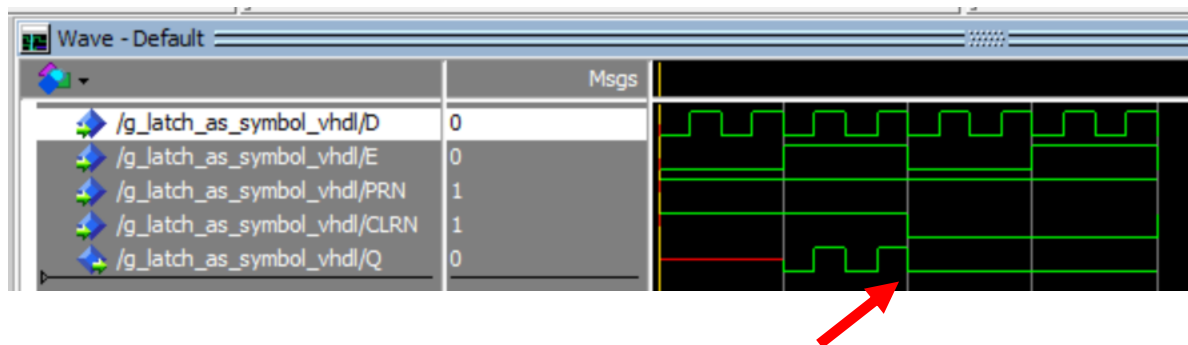 Wave - Default
Msgs
/g_latch_as_symbol_vhdl/D 0
/g_latch_as_symbol_vhdl/E 0
/g_latch_as_symbol_vhdl/PRN 1
/g_latch_as_symbol_vhdl/CLRN 1
/g_latch_as_symbol_vhdl/Q 0